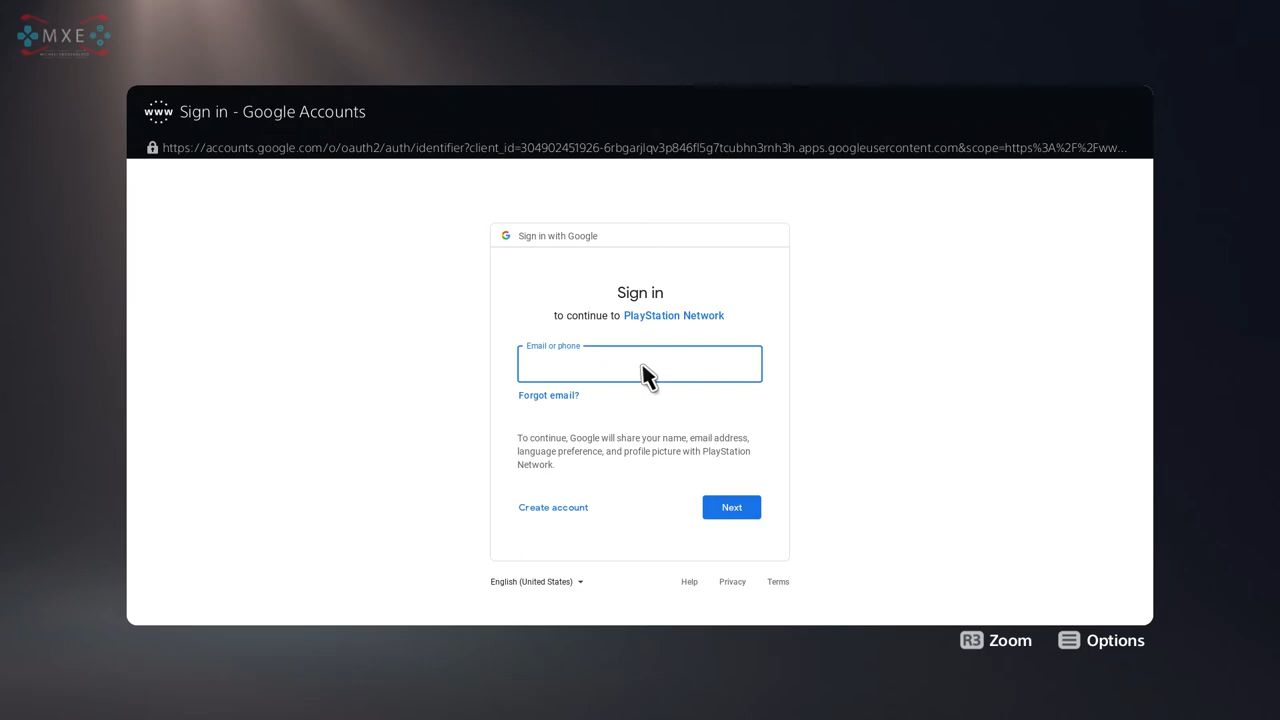 MXE
www Sign in - Google Accounts
https://accounts.google.com/o/oauth2/auth/identifier?client_id=304902451926-6rbgarjlqv3p846fl5g7tcubhn3rnh3h.apps.googleusercontent.com&scope=https%3A%2F%2Fww...
Sign in with Google
Sign in
to continue to PlayStation Network
Email or phone
Forgot email?
To continue, Google will share your name, email address,
language preference, and profile picture with PlayStation
Network.
Create account
Next
English (United States)
Help Privacy Terms
R3 Zoom Options